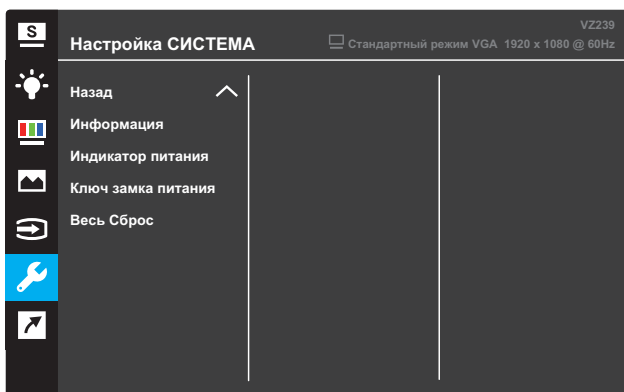 S
VZ239
Настройка СИСТЕМА
Стандартный режим VGA 1920 x 1080 @ 60Hz
Назад
Информация
Индикатор питания
Ключ замка питания
Весь Сброс